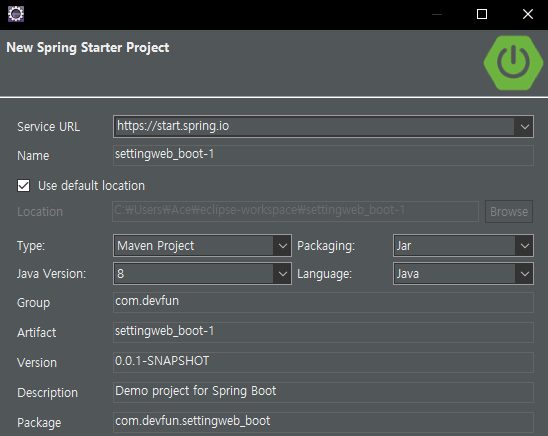 New Spring Starter Project
Service URL https://start.spring.io
Name settingweb_boot-1
Use default location
Location C:₩Users₩Ace₩eclipse-workspace₩settingweb_boot-1 Browse
Type: Maven Project Packaging: Jar
Java Version: 8 Language: Java
Group com.devfun
Artifact settingweb_boot-1
Version 0.0.1-SNAPSHOT
Description Demo project for Spring Boot
Package com.devfun.settingweb_boot